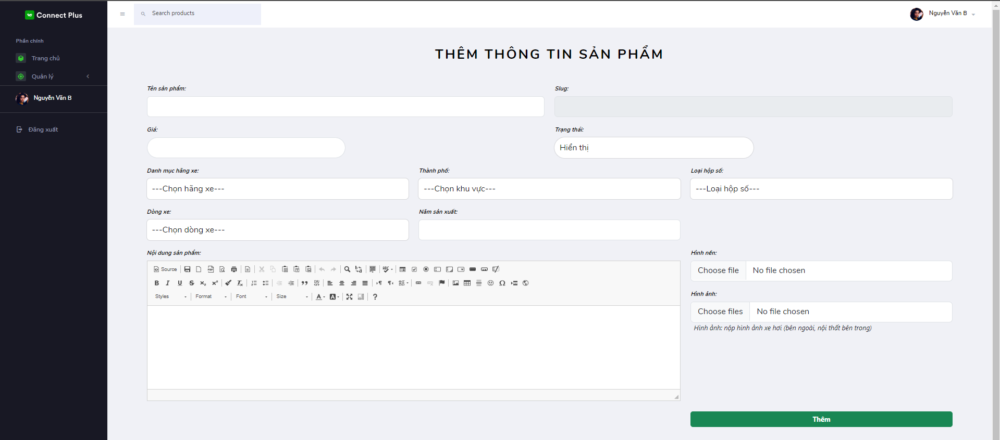 Connect Plus
Search products
Nguyễn Văn B
Phần chính
Trang chủ
Quản lý
Nguyễn Văn B
Đăng xuất
THÊM THÔNG TIN SẢN PHẨM
Tên sản phẩm:
Slug:
Giá:
Trạng thái:
Hiển thị
Danh mục hãng xe:
Thành phố:
Loại hộp số:
---Chọn hãng xe---
---Chọn khu vực---
---Loại hộp số---
Dòng xe:
Năm sản xuất:
---Chọn dòng xe---
Nội dung sản phẩm:
Source
Styles
Format
Font
Size
Hình nền:
Choose file
No file chosen
Hình ảnh:
Choose files
No file chosen
Hình ảnh: nộp hình ảnh xe hơi (bên ngoài, nội thất bên trong)
Thêm